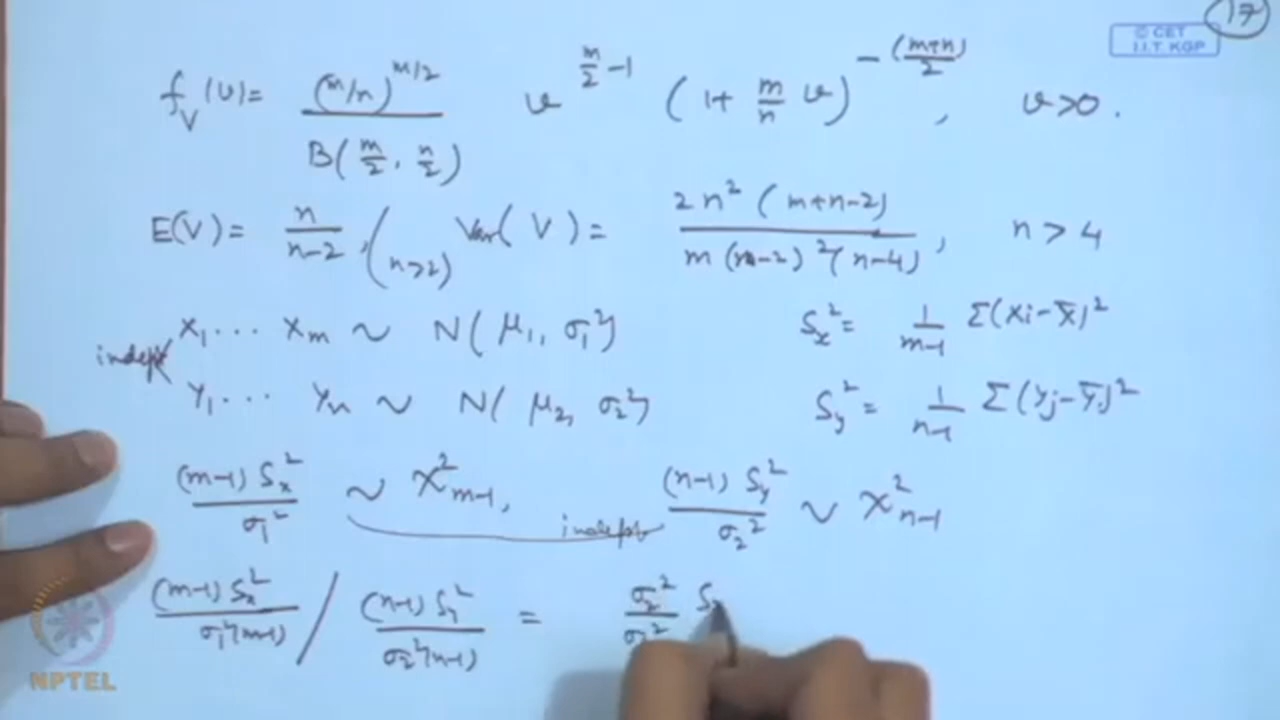 17
© CET
I.I.T. KGP
f_V(v) = (m/n)^{m/2} / B(m/2, n/2) v^{m/2 -1} (1+ m/n v)^{-(m+n)/2}, v>0.
E(V) = n/(n-2), (n>2) Var(V) = 2n²(m+n-2) / m(n-2)²(n-4), n>4
X₁ ... X_m ~ N(μ₁, σ₁²) S_x² = 1/(m-1) Σ(Xi-X̄)²
indept
Y₁ ... Y_n ~ N(μ₂, σ₂²) S_y² = 1/(n-1) Σ(Yj-Ȳ)²
(m-1) S_x² / σ₁² ~ χ²_{m-1}, indept (n-1) S_y² / σ₂² ~ χ²_{n-1}
(m-1) S_x² / σ₁²(m-1) / (n-1) S_y² / σ₂²(n-1) = σ₂²/σ₁² S
NPTEL